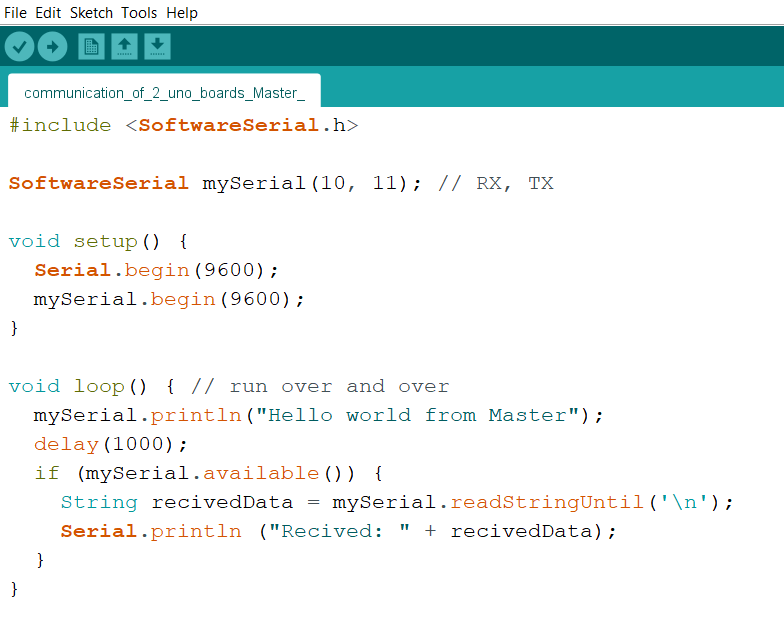 File Edit Sketch Tools Help
communication_of_2_uno_boards_Master_
#include <SoftwareSerial.h>
SoftwareSerial mySerial(10, 11); // RX, TX
void setup() {
  Serial.begin(9600);
  mySerial.begin(9600);
}
void loop() { // run over and over
  mySerial.println("Hello world from Master");
  delay(1000);
  if (mySerial.available()) {
    String recivedData = mySerial.readStringUntil('\n');
    Serial.println ("Recived: " + recivedData);
  }
}